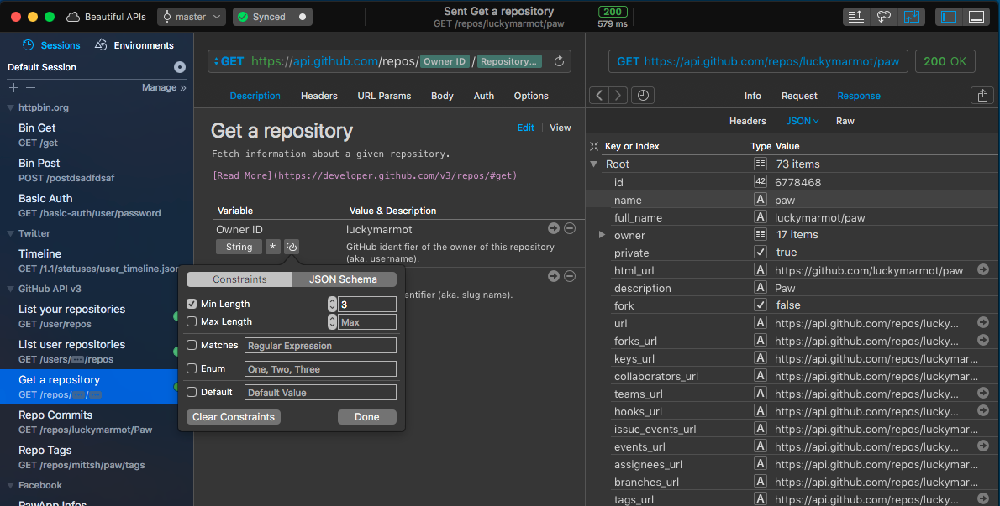 Beautiful APIs
master
Synced
Sent Get a repository
GET /repos/luckymarmot/paw
200
579 ms
Sessions
Environments
Default Session
Manage »
httpbin.org
Bin Get
GET /get
Bin Post
POST /postdsadfdsaf
Basic Auth
GET /basic-auth/user/password
Twitter
Timeline
GET /1.1/statuses/user_timeline.json
GitHub API v3
List your repositories
GET /user/repos
List user repositories
GET /users/ /repos
Get a repository
GET /repos/ /
Repo Commits
GET /repos/luckymarmot/Paw
Repo Tags
GET /repos/mittsh/paw/tags
Facebook
PawApp Infos
GET https://api.github.com/repos/ Owner ID / Repository...
Description Headers URL Params Body Auth Options
Get a repository
Edit View
Fetch information about a given repository.
[Read More](https://developer.github.com/v3/repos/#get)
Variable Value & Description
Owner ID luckymarmot
String *
GitHub identifier of the owner of this repository
(aka. username).
entifier (aka. slug name).
Constraints JSON Schema
Min Length 3
Max Length Max
Matches Regular Expression
Enum One, Two, Three
Default Default Value
Clear Constraints Done
GET https://api.github.com/repos/luckymarmot/paw
200 OK
Info Request Response
Headers JSON Raw
Key or Index Type Value
Root 73 items
id 42 6778468
name A paw
full_name A luckymarmot/paw
owner 17 items
private true
html_url A https://github.com/luckymarmot/paw
description A Paw
fork false
url A https://api.github.com/repos/lucky...
forks_url A https://api.github.com/repos/lucky...
keys_url A https://api.github.com/repos/luckymar...
collaborators_url A https://api.github.com/repos/luckymar...
teams_url A https://api.github.com/repos/lucky...
hooks_url A https://api.github.com/repos/lucky...
issue_events_url A https://api.github.com/repos/luckymar...
events_url A https://api.github.com/repos/lucky...
assignees_url A https://api.github.com/repos/luckymar...
branches_url A https://api.github.com/repos/luckymar...
tags_url A https://api.github.com/repos/lucky...